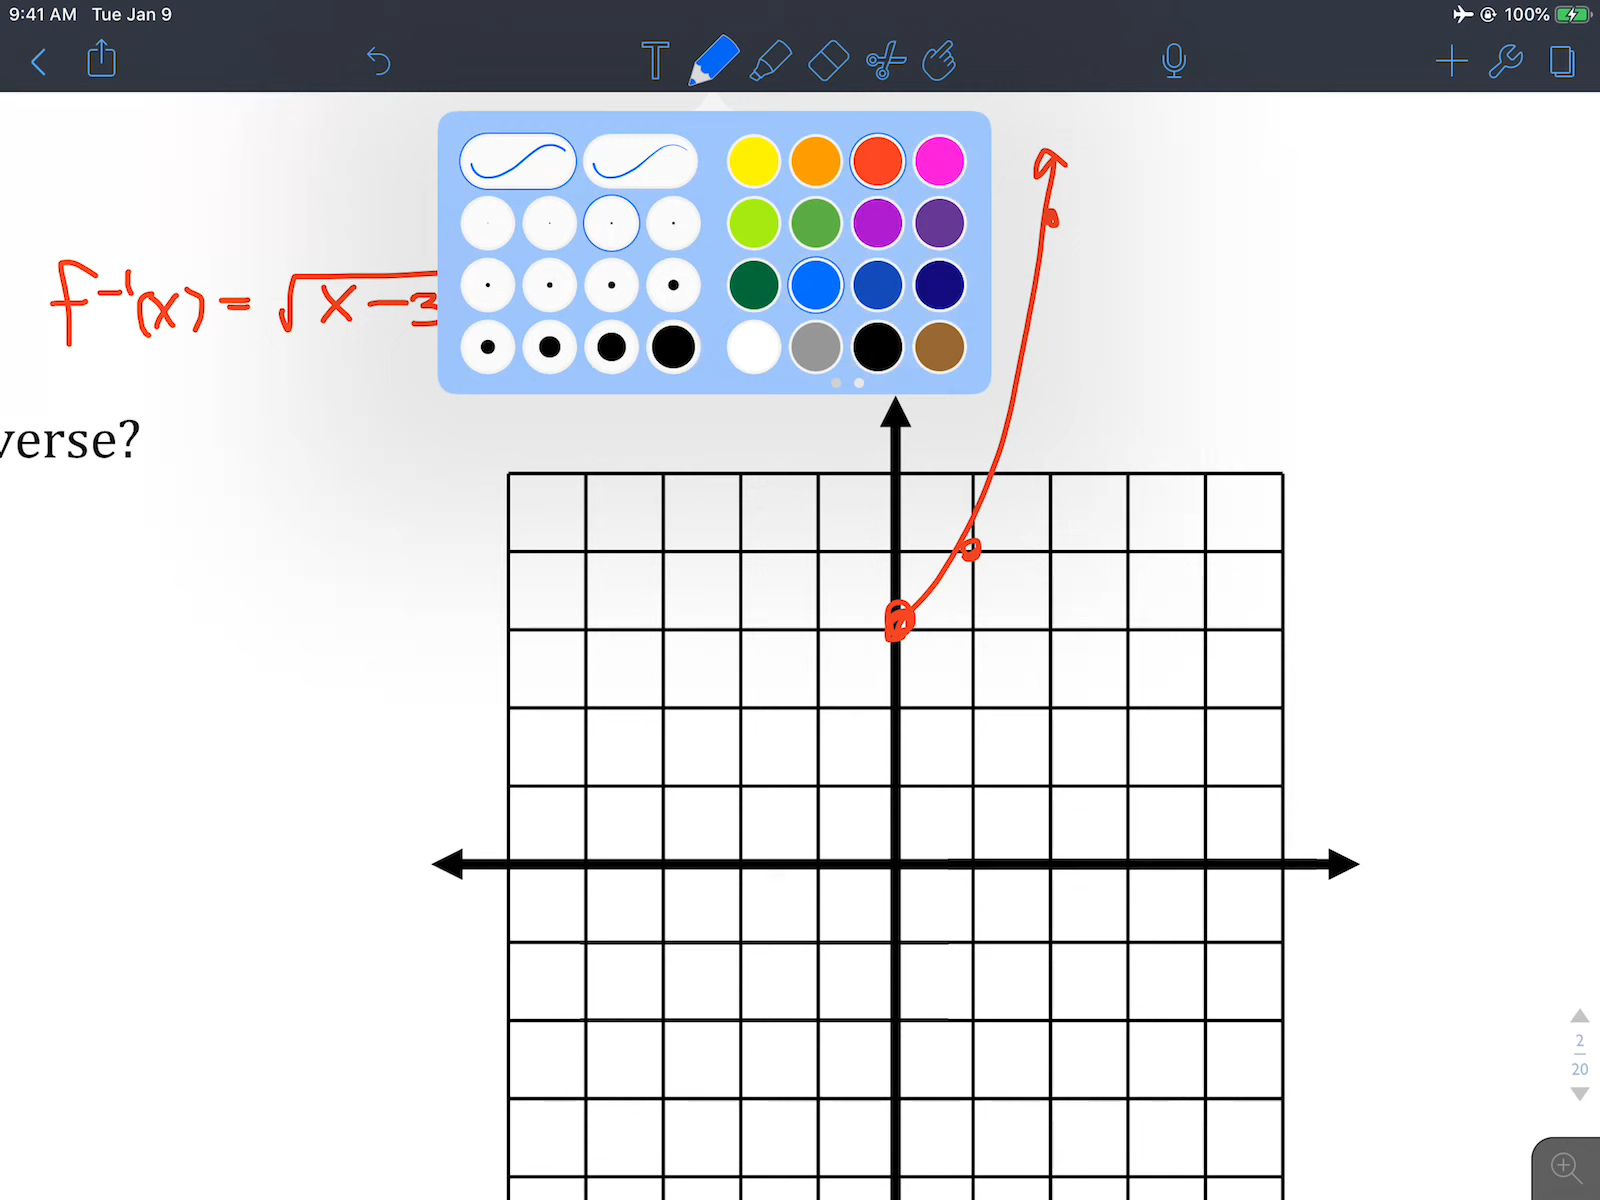 9:41 AM Tue Jan 9
100%
T
f⁻¹(x) = √x-3
verse?
2
20